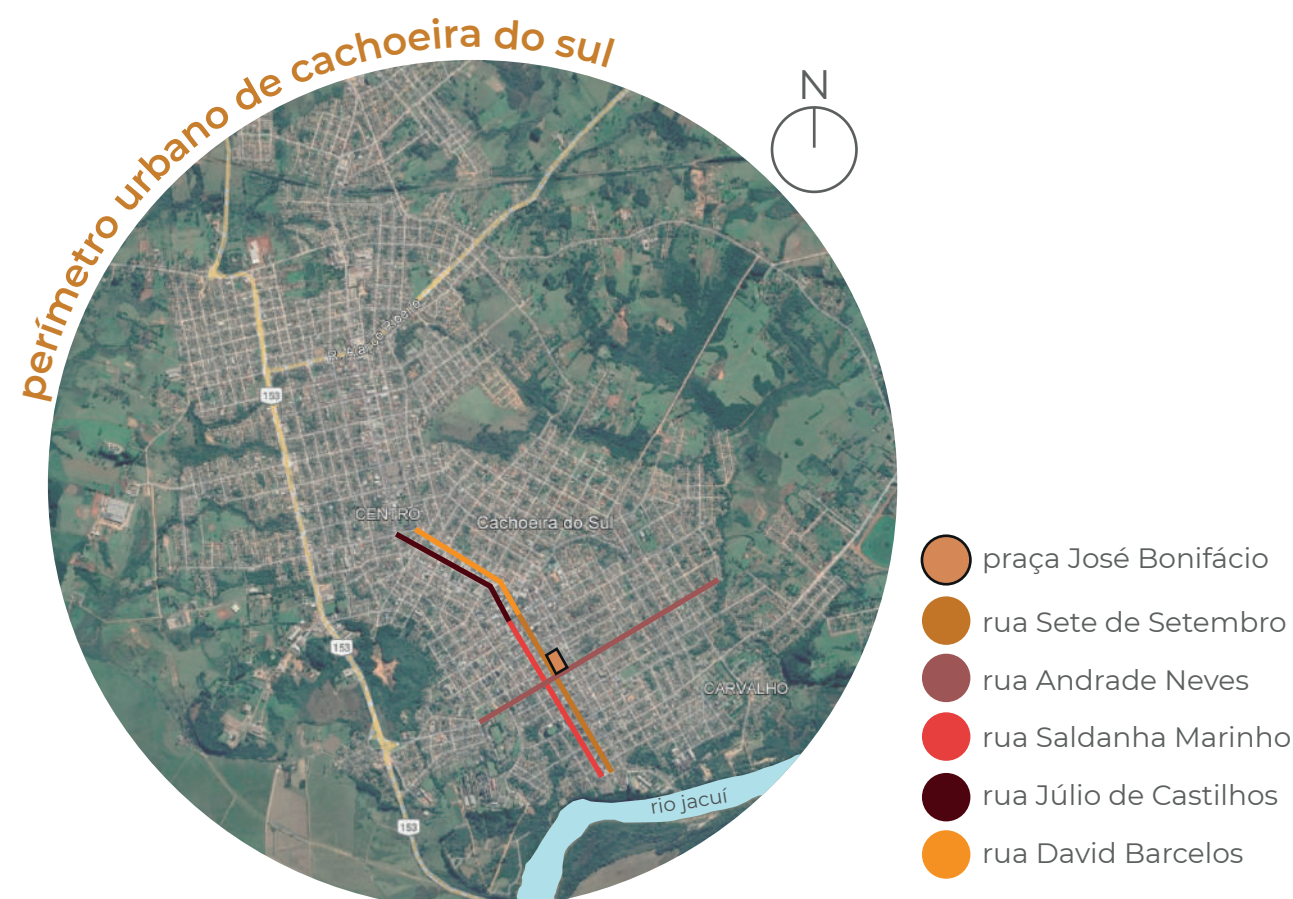 perímetro urbano de cachoeira do sul
N
153
CENTRO
Cachoeira do Sul
153
CARVALHO
rio jacuí
153
praça José Bonifácio
rua Sete de Setembro
rua Andrade Neves
rua Saldanha Marinho
rua Júlio de Castilhos
rua David Barcelos